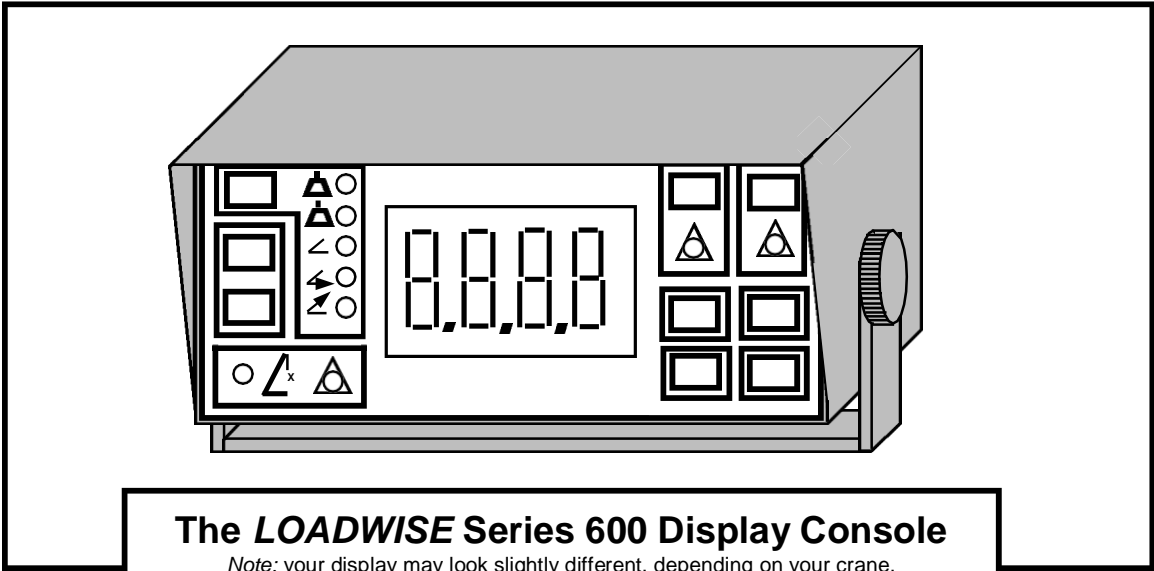 8,8,8,8
x
The LOADWISE Series 600 Display Console
Note: your display may look slightly different, depending on your crane.